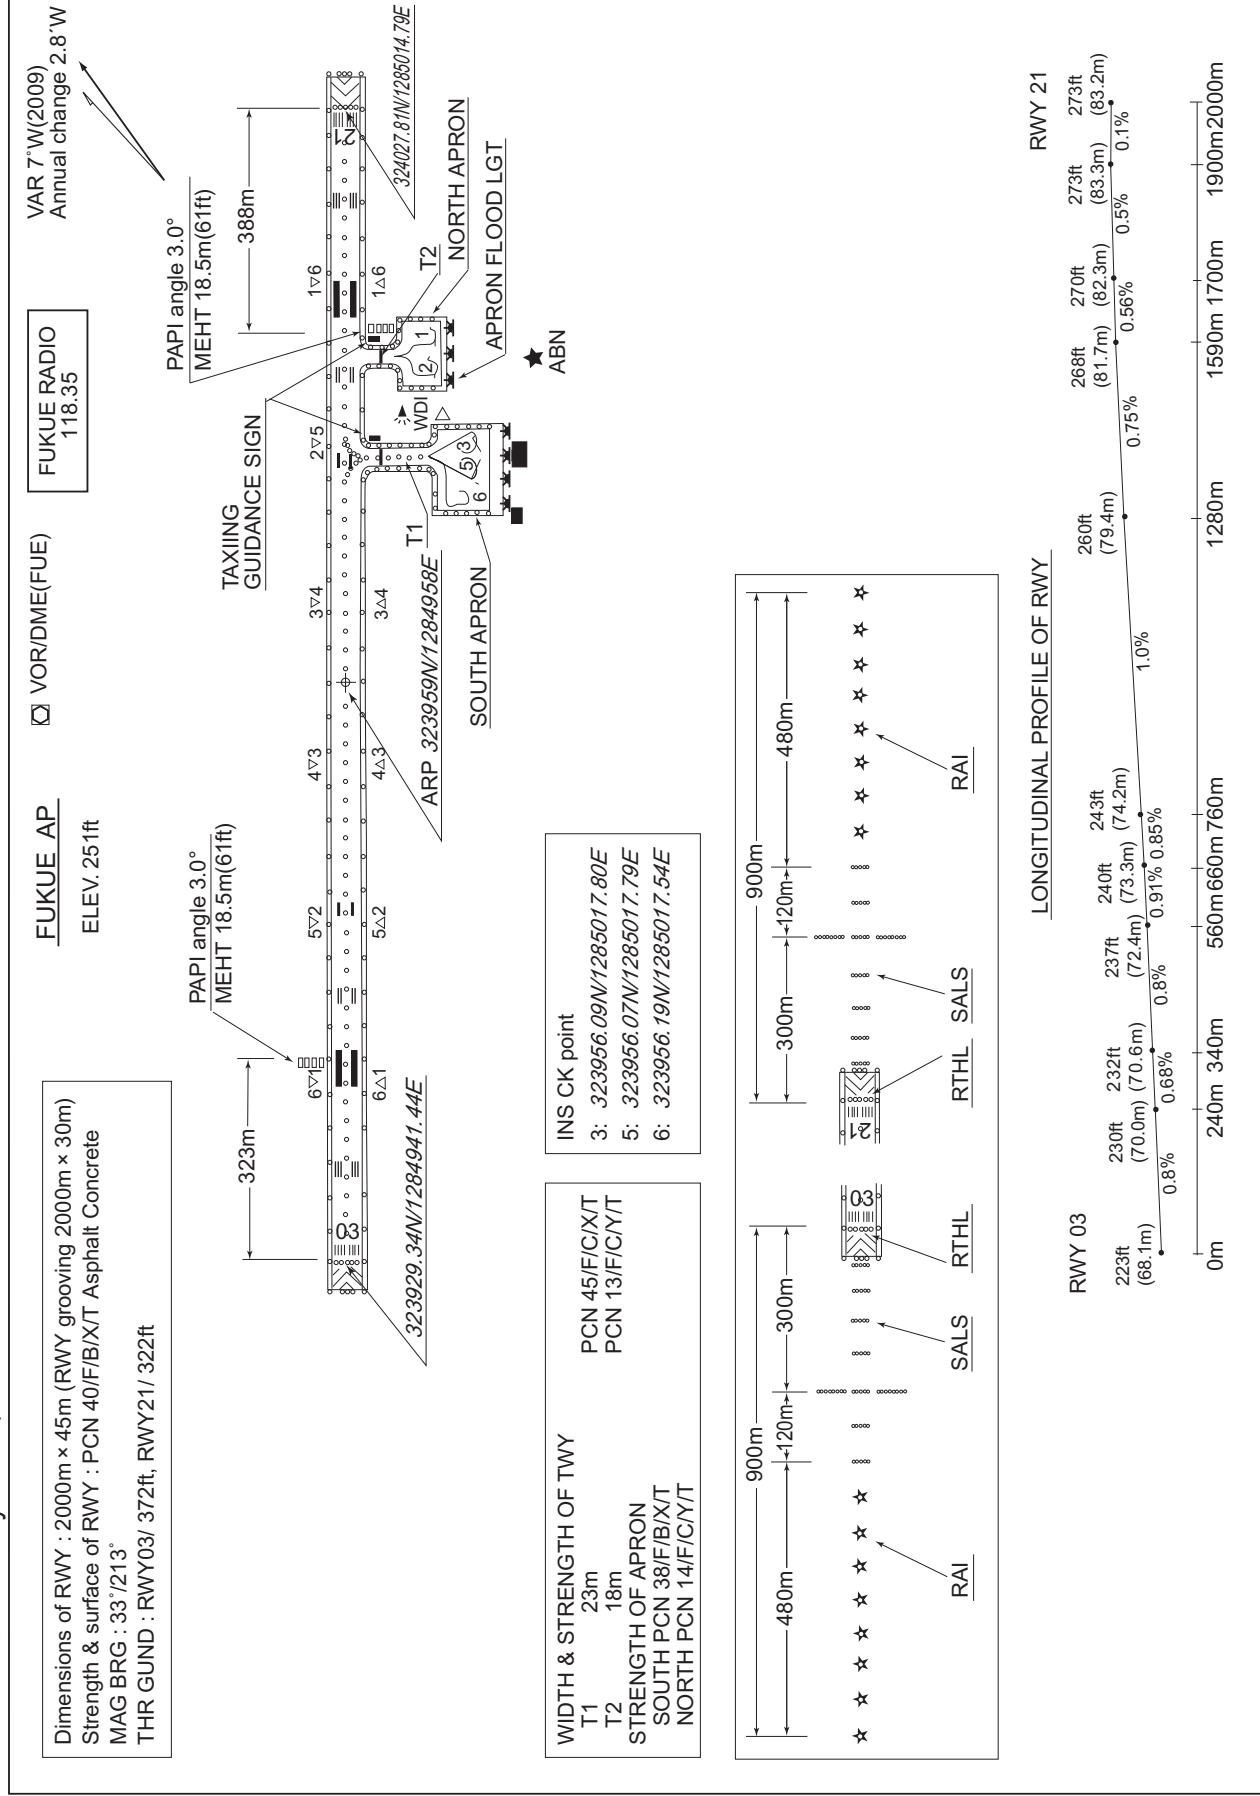 FUKUE AP
ELEV. 251ft
VOR/DME(FUE)
FUKUE RADIO
118.35
VAR 7°W(2009)
Annual change 2.8'W
Dimensions of RWY : 2000m × 45m (RWY grooving 2000m × 30m)
Strength & surface of RWY : PCN 40/F/B/X/T Asphalt Concrete
MAG BRG : 33°/213°
THR GUND : RWY03/ 372ft, RWY21/ 322ft
PAPI angle 3.0°
MEHT 18.5m(61ft)
323m
PAPI angle 3.0°
MEHT 18.5m(61ft)
388m
TAXIING
GUIDANCE SIGN
6▽1
5▽2
4▽3
3▽4
2▽5
1▽6
03
21
6△1
5△2
4△3
3△4
1△6
323929.34N/1284941.44E
ARP 323959N/1284958E
324027.81N/1285014.79E
T1
T2
WDI
6
5
3
2
1
SOUTH APRON
NORTH APRON
APRON FLOOD LGT
ABN
WIDTH & STRENGTH OF TWY
T1 23m PCN 45/F/C/X/T
T2 18m PCN 13/F/C/Y/T
STRENGTH OF APRON
SOUTH PCN 38/F/B/X/T
NORTH PCN 14/F/C/Y/T
INS CK point
3: 323956.09N/1285017.80E
5: 323956.07N/1285017.79E
6: 323956.19N/1285017.54E
900m
480m
120m
300m
03
RAI
SALS
RTHL
900m
300m
120m
480m
21
RTHL
SALS
RAI
LONGITUDINAL PROFILE OF RWY
RWY 03
RWY 21
223ft
(68.1m)
230ft
(70.0m)
232ft
(70.6m)
237ft
(72.4m)
240ft
(73.3m)
243ft
(74.2m)
260ft
(79.4m)
268ft
(81.7m)
270ft
(82.3m)
273ft
(83.3m)
273ft
(83.2m)
0.8%
0.68%
0.8%
0.91%
0.85%
1.0%
0.75%
0.56%
0.5%
0.1%
0m
240m
340m
560m
660m
760m
1280m
1590m
1700m
1900m
2000m